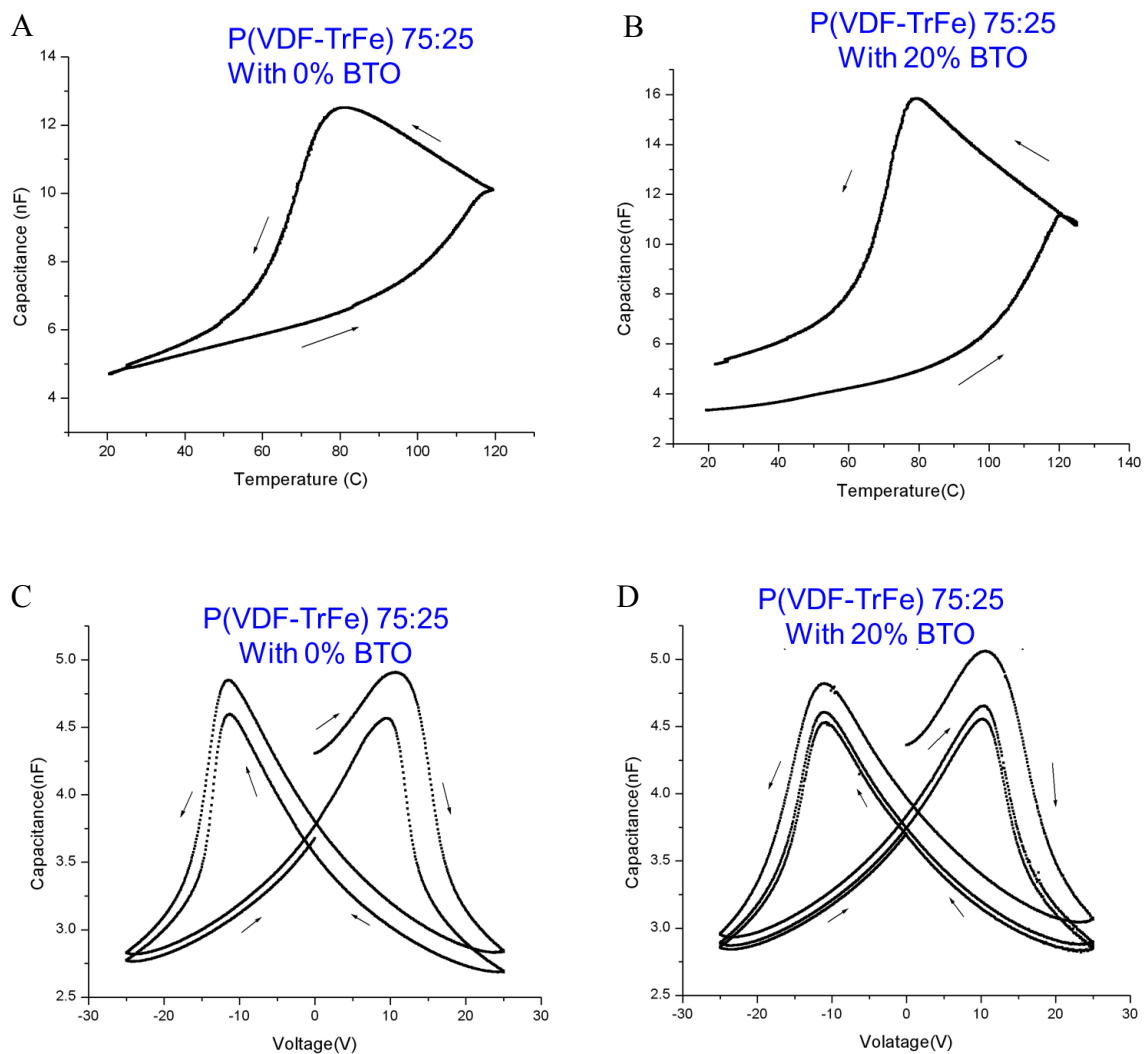 A
P(VDF-TrFe) 75:25
With 0% BTO
14
12
10
8
6
4
20
40
60
80
100
120
Capacitance (nF)
Temperature (C)
B
P(VDF-TrFe) 75:25
With 20% BTO
16
14
12
10
8
6
4
2
20
40
60
80
100
120
140
Capacitance(nF)
Temperature(C)
C
P(VDF-TrFe) 75:25
With 0% BTO
5.0
4.5
4.0
3.5
3.0
2.5
-30
-20
-10
0
10
20
30
Capacitance(nF)
Voltage(V)
D
P(VDF-TrFe) 75:25
With 20% BTO
5.0
4.5
4.0
3.5
3.0
2.5
-30
-20
-10
0
10
20
30
Capacitance(nF)
Volatage(V)